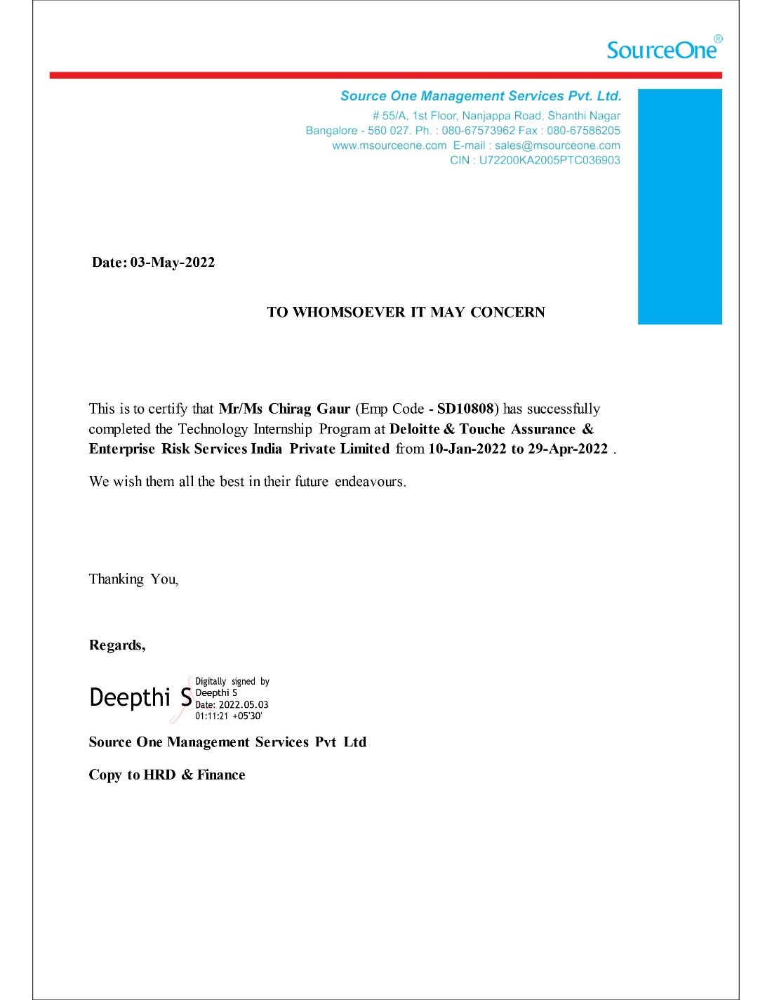 SourceOne®
Source One Management Services Pvt. Ltd.
# 55/A, 1st Floor, Nanjappa Road, Shanthi Nagar
Bangalore - 560 027. Ph. : 080-67573962 Fax : 080-67586205
www.msourceone.com E-mail : sales@msourceone.com
CIN : U72200KA2005PTC036903
Date: 03-May-2022
TO WHOMSOEVER IT MAY CONCERN
This is to certify that Mr/Ms Chirag Gaur (Emp Code - SD10808) has successfully
completed the Technology Internship Program at Deloitte & Touche Assurance &
Enterprise Risk Services India Private Limited from 10-Jan-2022 to 29-Apr-2022 .
We wish them all the best in their future endeavours.
Thanking You,
Regards,
Deepthi S
Digitally signed by
Deepthi S
Date: 2022.05.03
01:11:21 +05'30'
Source One Management Services Pvt Ltd
Copy to HRD & Finance